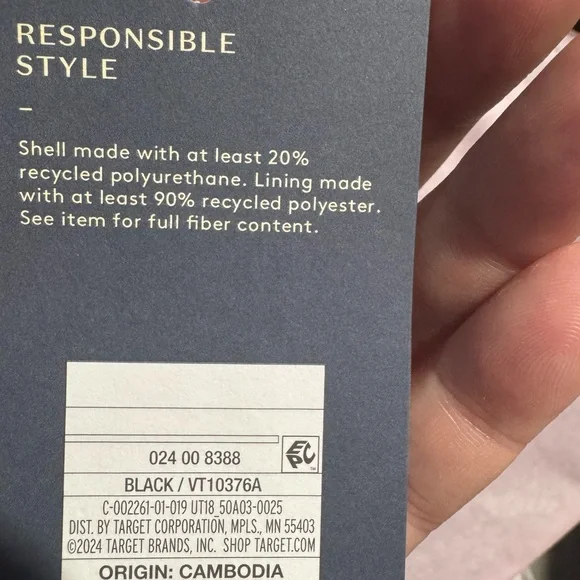 RESPONSIBLE
STYLE
–
Shell made with at least 20%
recycled polyurethane. Lining made
with at least 90% recycled polyester.
See item for full fiber content.
024 00 8388
EPC™
BLACK / VT10376A
C-002261-01-019 UT18_50A03-0025
DIST. BY TARGET CORPORATION, MPLS., MN 55403
©2024 TARGET BRANDS, INC. SHOP TARGET.COM
ORIGIN: CAMBODIA